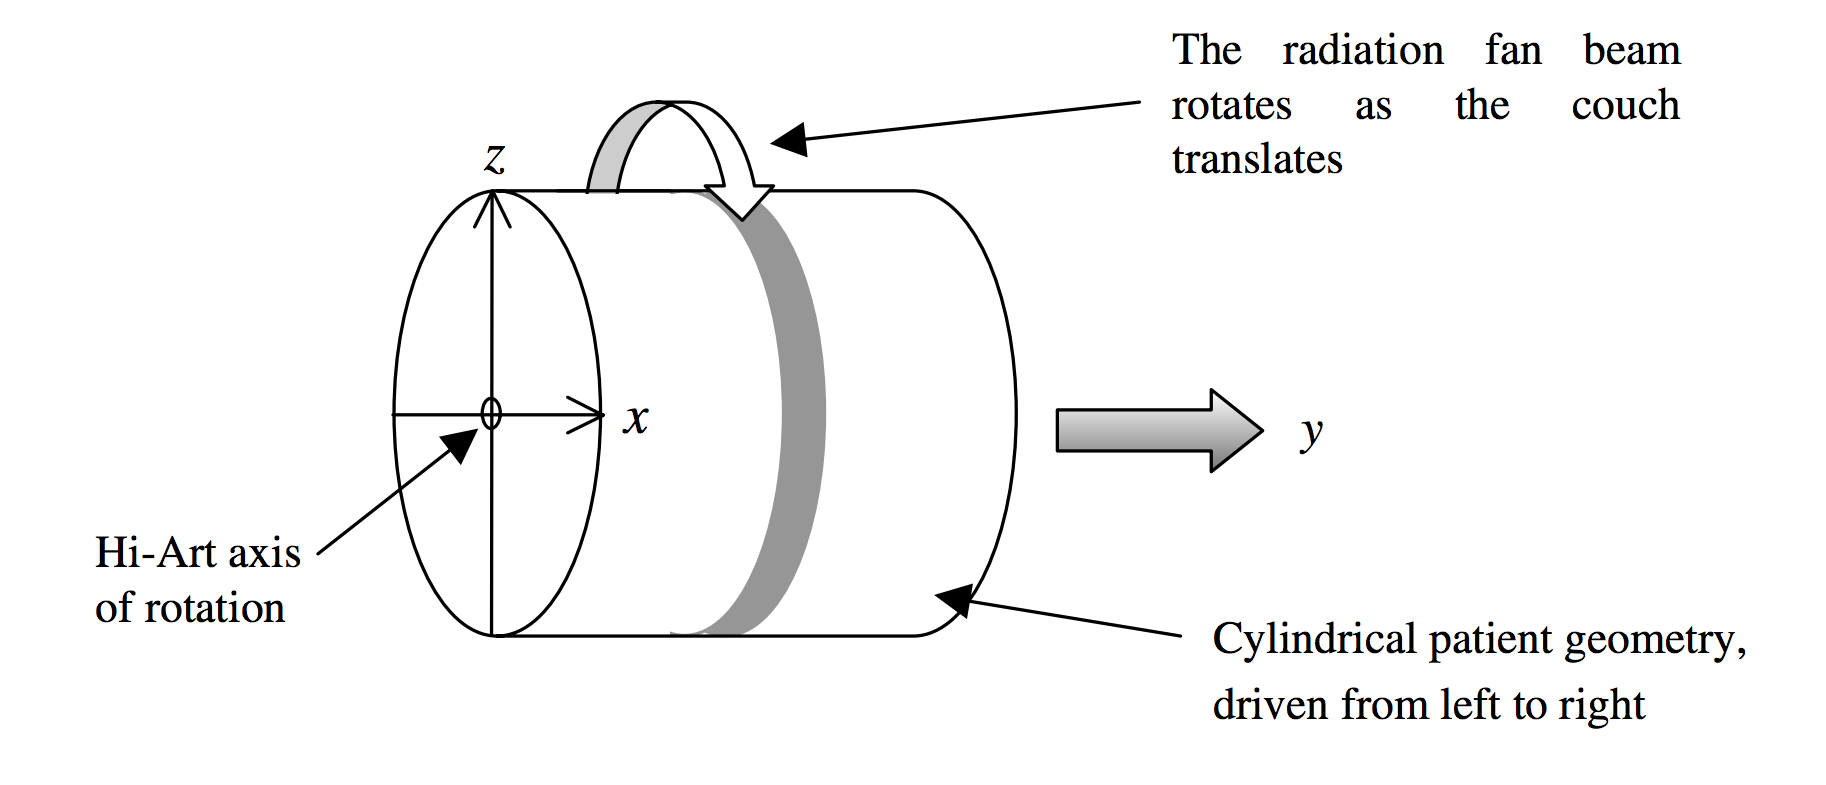 The radiation fan beam
rotates as the couch
translates
z
x
y
Hi-Art axis
of rotation
Cylindrical patient geometry,
driven from left to right